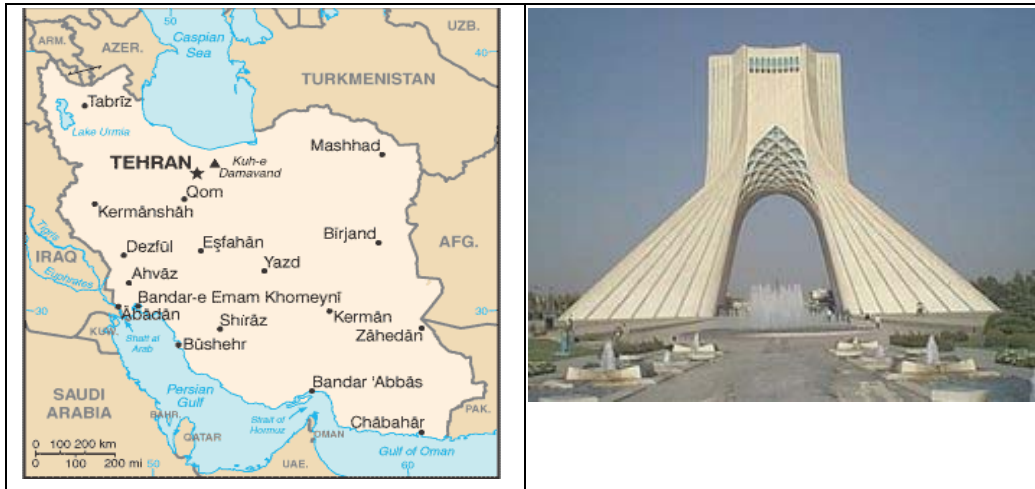 50
Caspian
Sea
UZB.
ARM.
AZER.
40
40
TURKMENISTAN
Tabrīz
Lake Urmia
Mashhad
TEHRAN
Kuh-e
Damavand
Qom
Kermānshāh
Tigris
IRAQ
Euphrates
Dezfūl
Eşfahān
Bīrjand
AFG.
Yazd
Ahvāz
Bandar-e Emam Khomeynī
30
Ābādān
Kermān
30
KUW.
Shatt al
Arab
Shīrāz
Zāhedān
Būshehr
SAUDI
ARABIA
Persian
Gulf
Bandar 'Abbās
PAK.
BAHR.
Strait of
Hormuz
Chābahār
QATAR
OMAN
Gulf of Oman
0 100 200 km
0 100 200 mi
50
UAE.
60